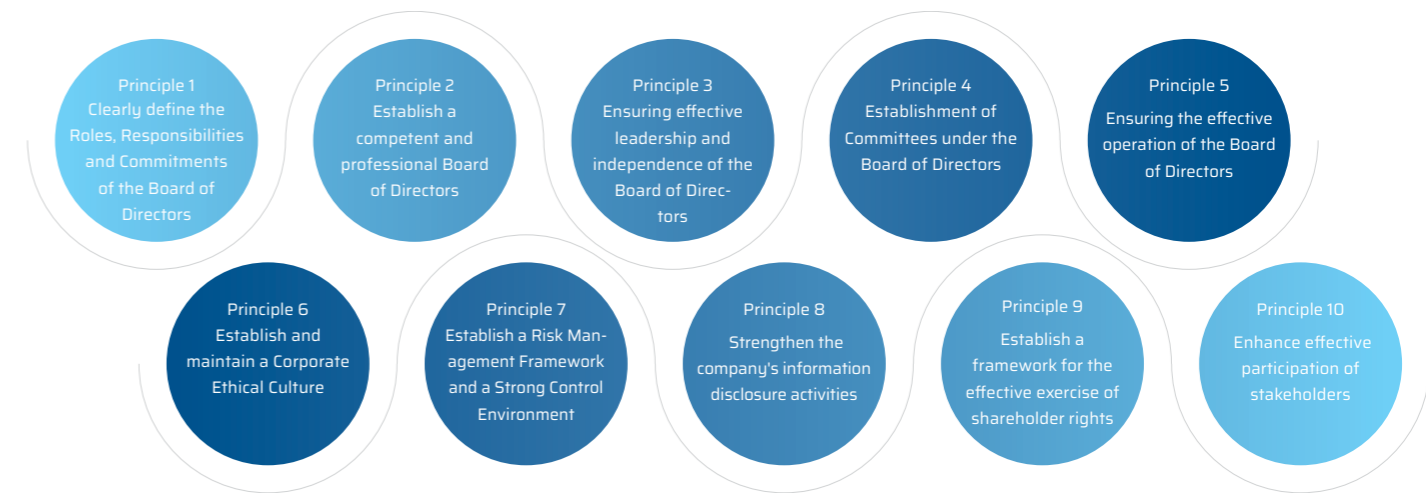 Principle 1
Clearly define the
Roles, Responsibilities
and Commitments
of the Board of
Directors
Principle 2
Establish a
competent and
professional Board
of Directors
Principle 3
Ensuring effective
leadership and
independence of the
Board of Direc-
tors
Principle 4
Establishment of
Committees under the
Board of Directors
Principle 5
Ensuring the effective
operation of the Board
of Directors
Principle 6
Establish and
maintain a Corporate
Ethical Culture
Principle 7
Establish a Risk Man-
agement Framework
and a Strong Control
Environment
Principle 8
Strengthen the
company's information
disclosure activities
Principle 9
Establish a
framework for the
effective exercise of
shareholder rights
Principle 10
Enhance effective
participation of
stakeholders